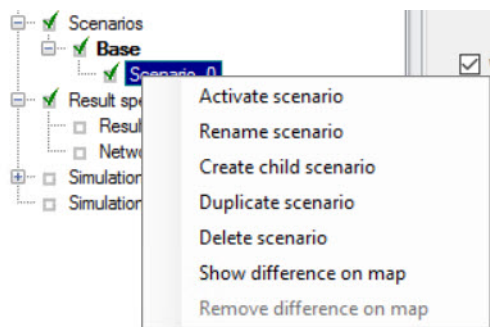 Scenarios
Base
Scenario_0
Activate scenario
Result spe
Rename scenario
Resul
Create child scenario
Netwo
Duplicate scenario
Simulation
Delete scenario
Simulation
Show difference on map
Remove difference on map